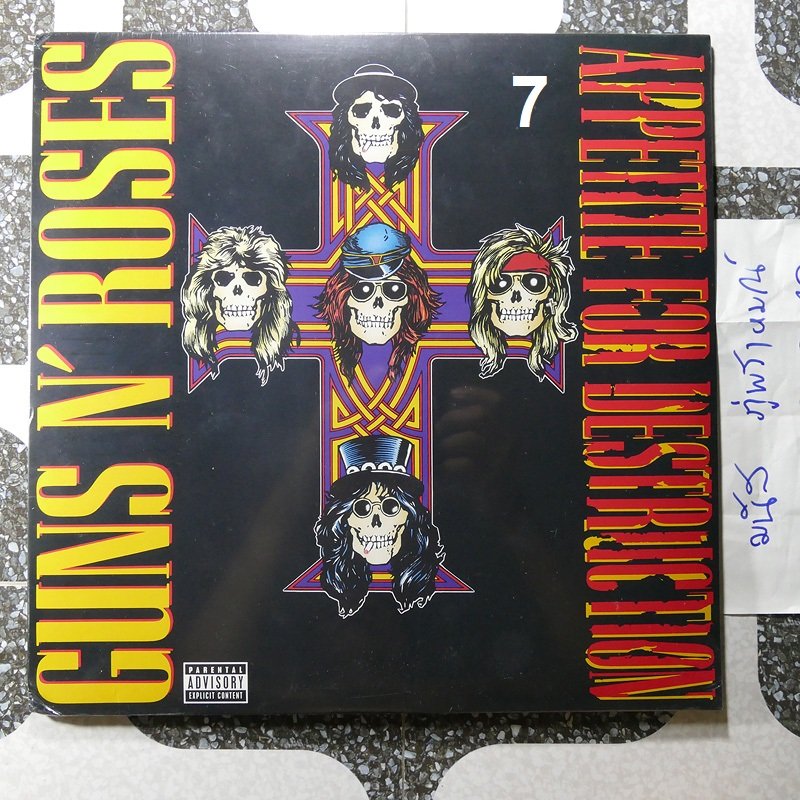 GUNS N' ROSES
7
APPETITE FOR DESTRUCTION
PARENTAL
ADVISORY
EXPLICIT CONTENT